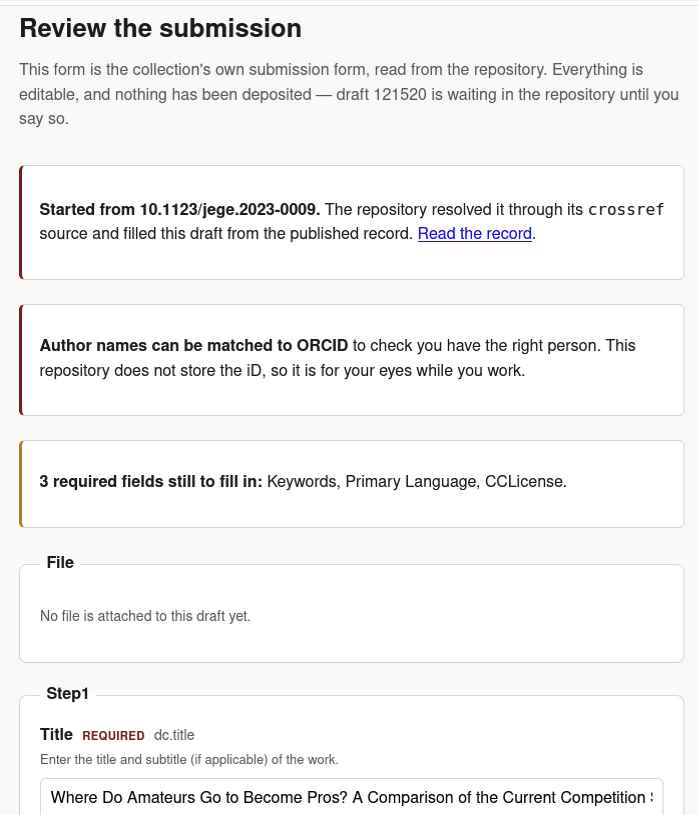 Review the submission
This form is the collection's own submission form, read from the repository. Everything is
editable, and nothing has been deposited — draft 121520 is waiting in the repository until you
say so.
Started from 10.1123/jege.2023-0009. The repository resolved it through its crossref
source and filled this draft from the published record. Read the record.
Author names can be matched to ORCID to check you have the right person. This
repository does not store the iD, so it is for your eyes while you work.
3 required fields still to fill in: Keywords, Primary Language, CCLicense.
File
No file is attached to this draft yet.
Step1
Title REQUIRED dc.title
Enter the title and subtitle (if applicable) of the work.
Where Do Amateurs Go to Become Pros? A Comparison of the Current Competition